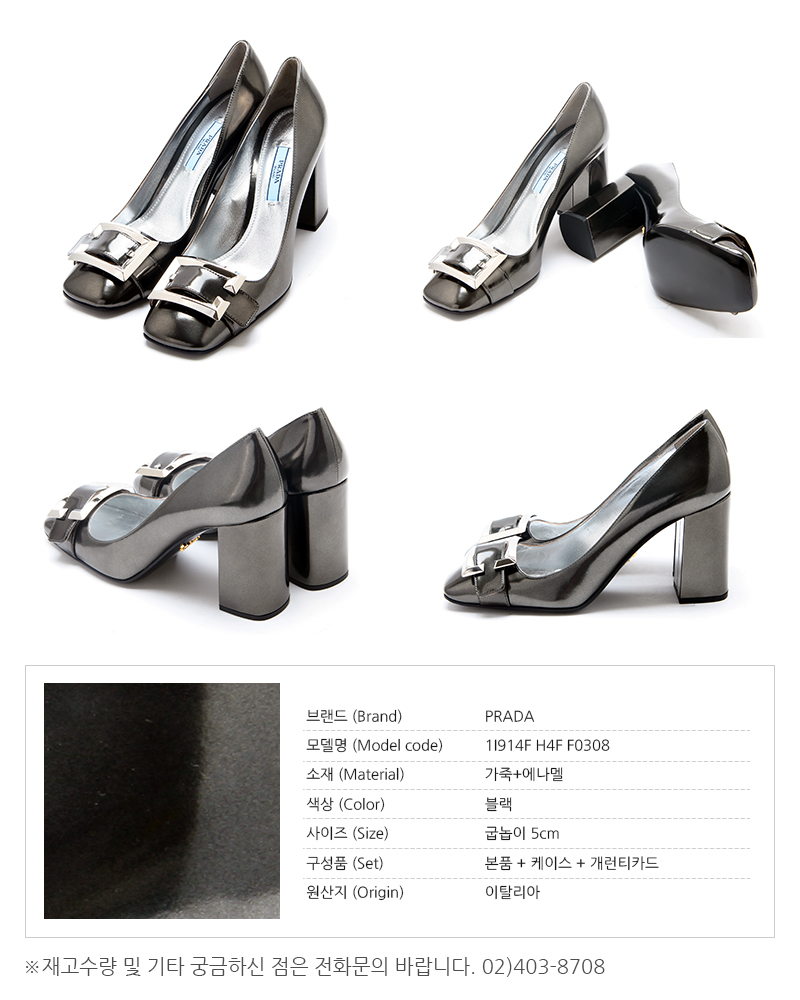 PRADA
PRADA
PRADA
브랜드 (Brand) PRADA
모델명 (Model code) 1I914F H4F F0308
소재 (Material) 가죽+에나멜
색상 (Color) 블랙
사이즈 (Size) 굽높이 5cm
구성품 (Set) 본품 + 케이스 + 개런티카드
원산지 (Origin) 이탈리아
※재고수량 및 기타 궁금하신 점은 전화문의 바랍니다. 02)403-8708